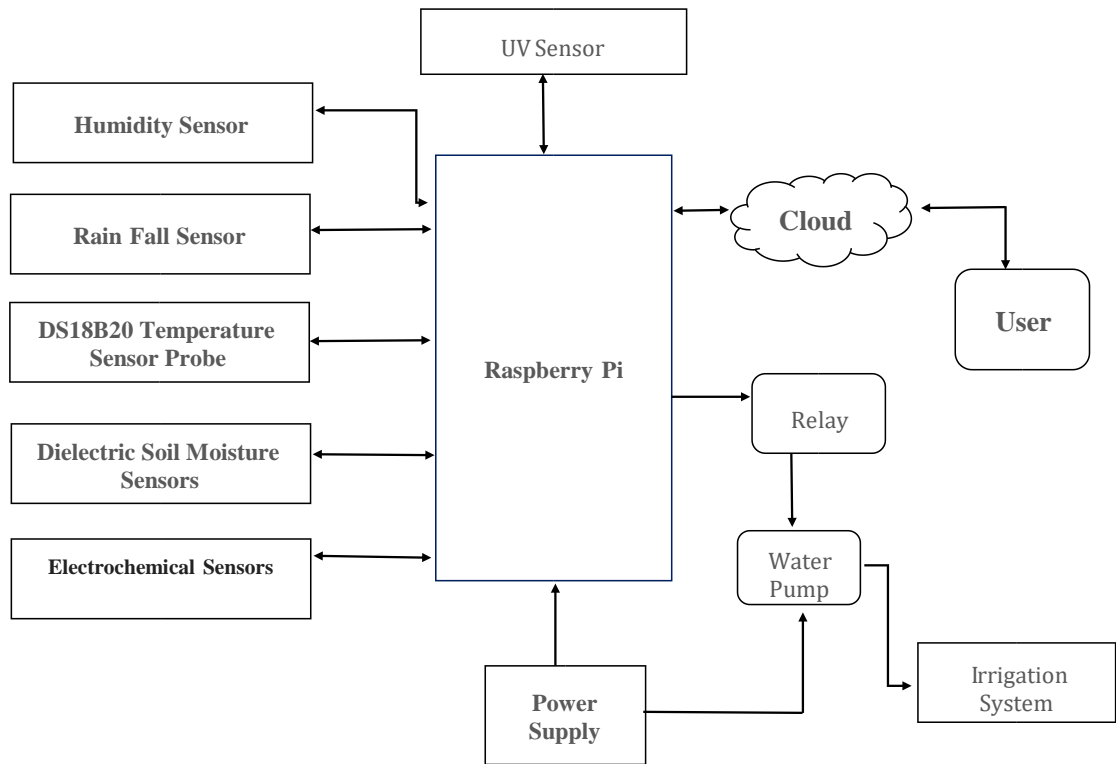 UV Sensor
Humidity Sensor
Rain Fall Sensor
DS18B20 Temperature
Sensor Probe
Dielectric Soil Moisture
Sensors
Electrochemical Sensors
Raspberry Pi
Cloud
User
Relay
Water
Pump
Power
Supply
Irrigation
System